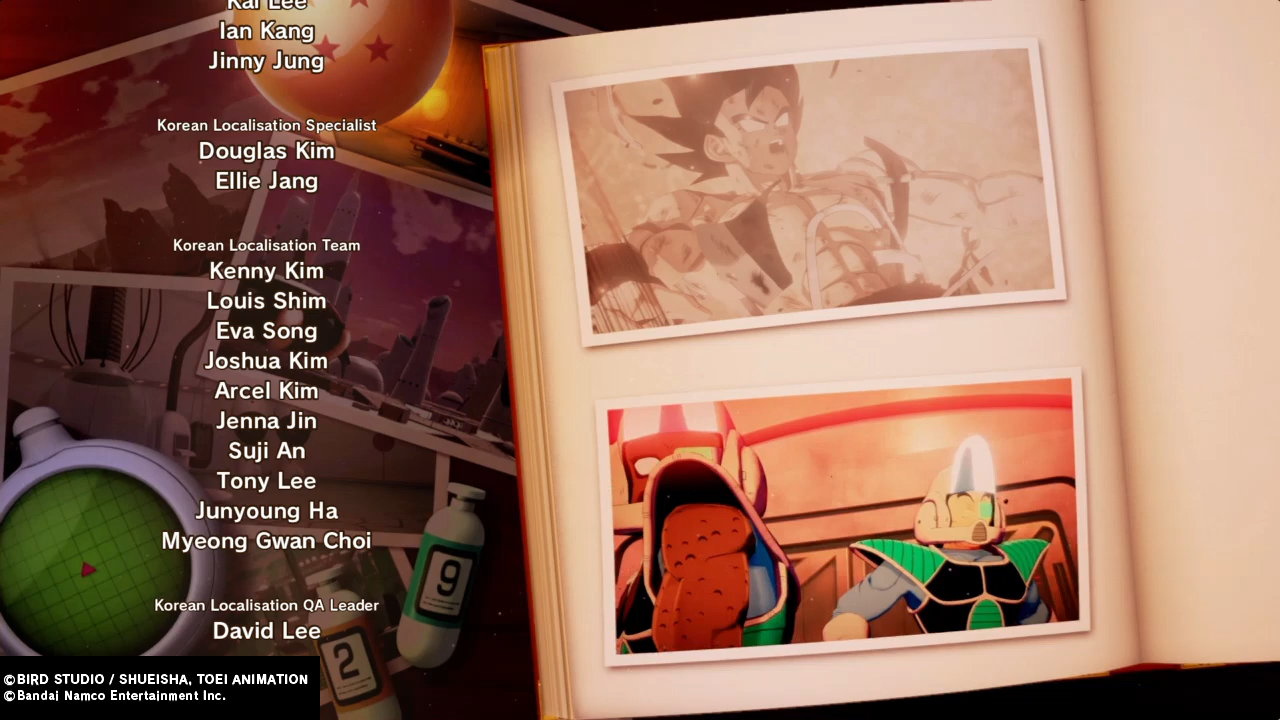 Kai Lee
Ian Kang
Jinny Jung
Korean Localisation Specialist
Douglas Kim
Ellie Jang
Korean Localisation Team
Kenny Kim
Louis Shim
Eva Song
Joshua Kim
Arcel Kim
Jenna Jin
Suji An
Tony Lee
Junyoung Ha
Myeong Gwan Choi
Korean Localisation QA Leader
David Lee
9
2
©BIRD STUDIO / SHUEISHA, TOEI ANIMATION
©Bandai Namco Entertainment Inc.